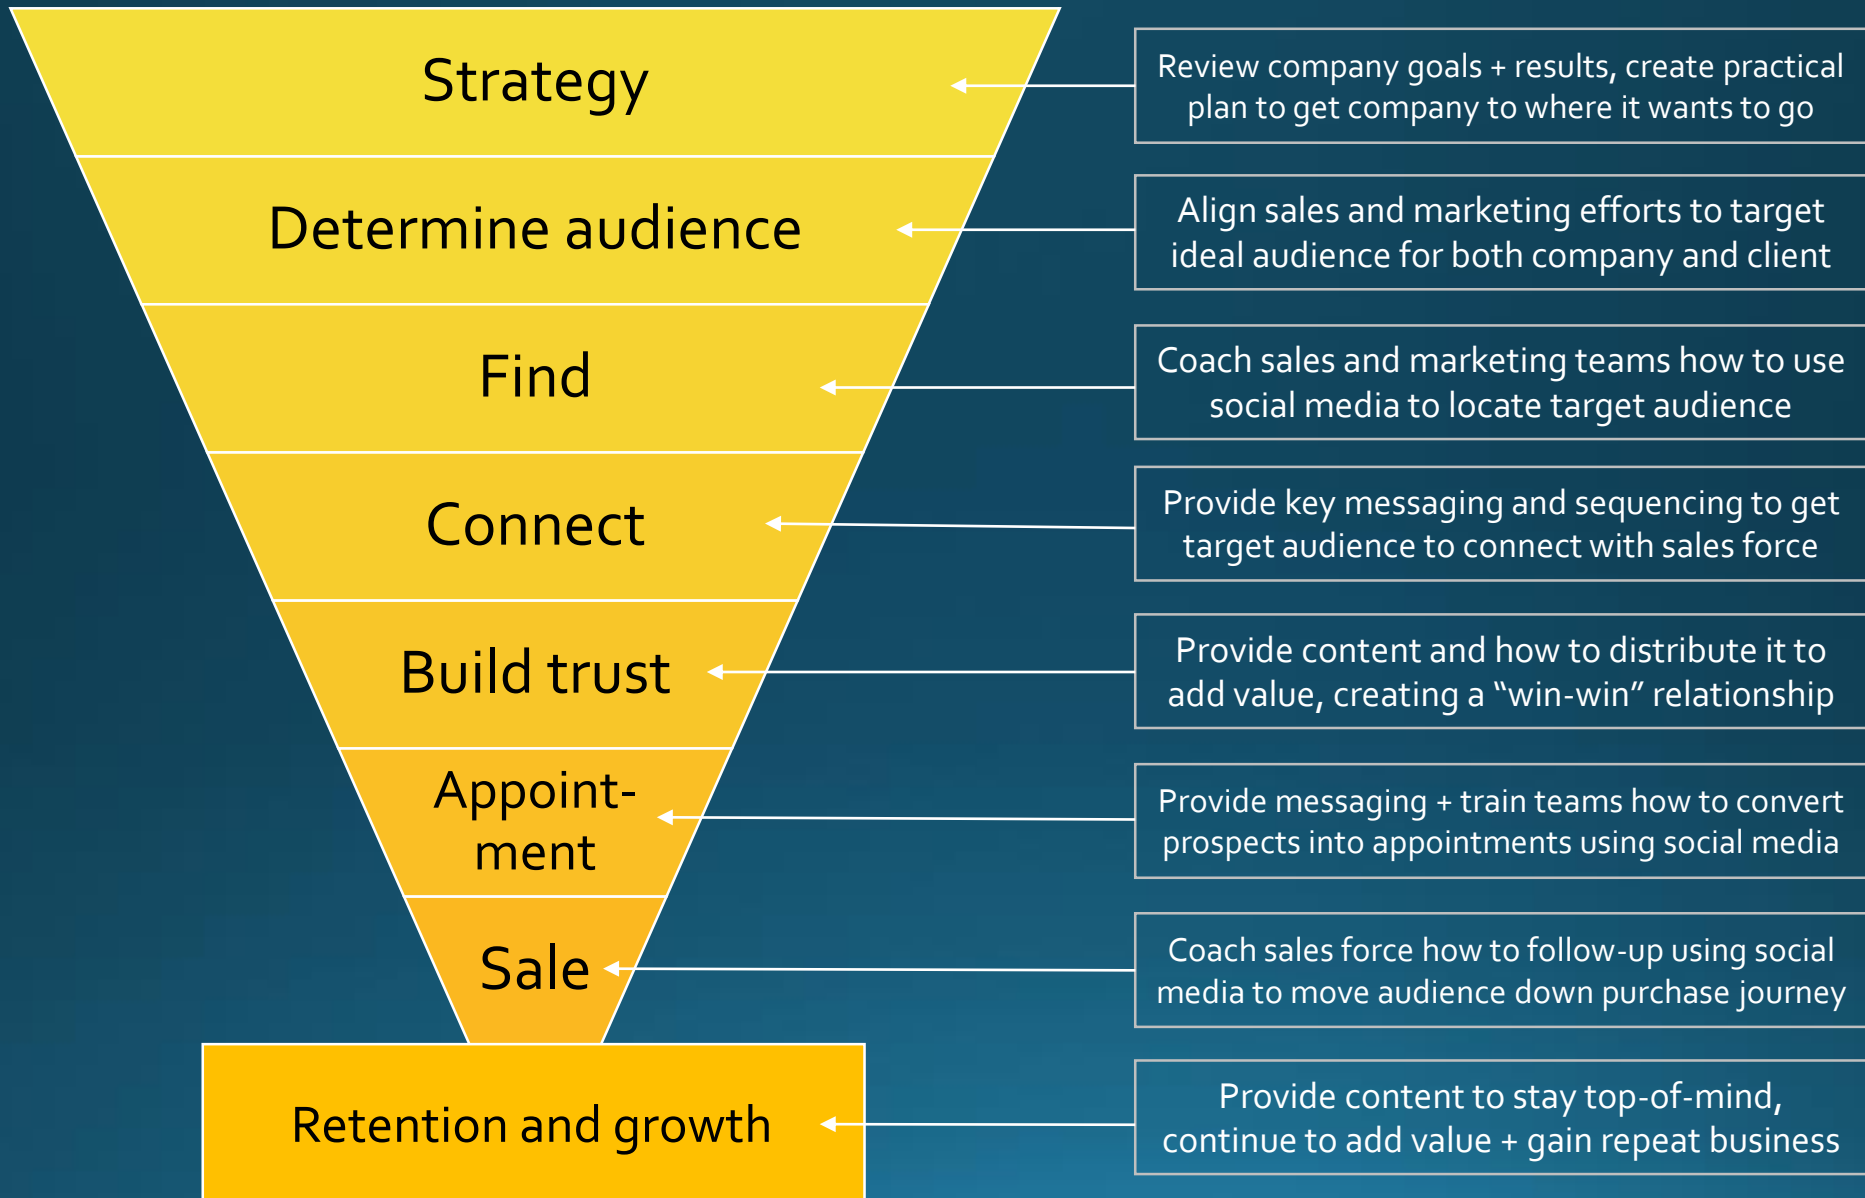 Strategy
Review company goals + results, create practical
plan to get company to where it wants to go
Determine audience
Align sales and marketing efforts to target
ideal audience for both company and client
Find
Coach sales and marketing teams how to use
social media to locate target audience
Connect
Provide key messaging and sequencing to get
target audience to connect with sales force
Build trust
Provide content and how to distribute it to
add value, creating a “win-win” relationship
Appoint-
ment
Provide messaging + train teams how to convert
prospects into appointments using social media
Sale
Coach sales force how to follow-up using social
media to move audience down purchase journey
Retention and growth
Provide content to stay top-of-mind,
continue to add value + gain repeat business